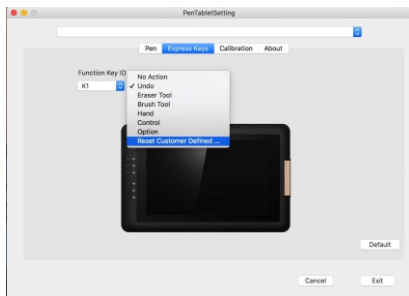 PenTabletSetting
Pen Express Keys Calibration About
Function Key ID
K1
No Action
✓ Undo
Eraser Tool
Brush Tool
Hand
Control
Option
Reset Customer Defined ...
Default
Cancel Exit